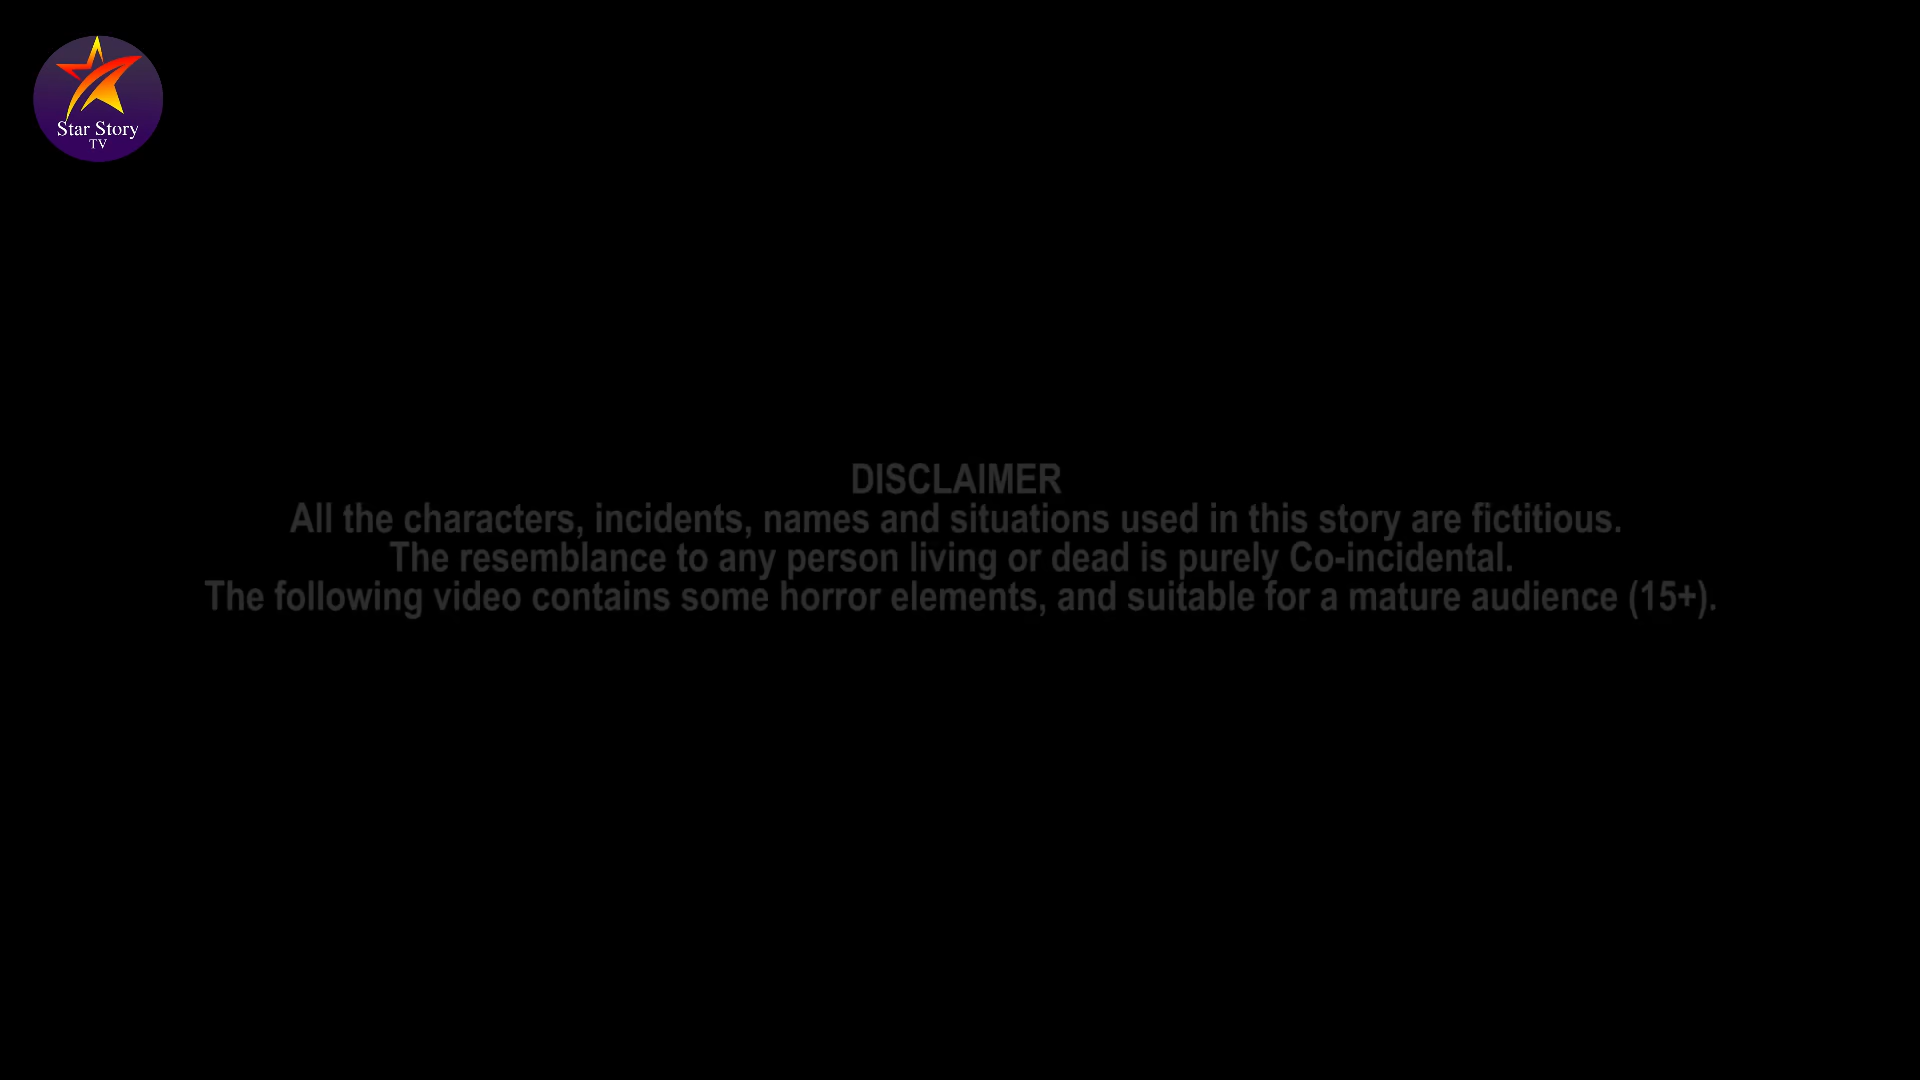 Star Story
TV
DISCLAIMER
All the characters, incidents, names and situations used in this story are fictitious.
The resemblance to any person living or dead is purely Co-incidental.
The following video contains some horror elements, and suitable for a mature audience (15+).